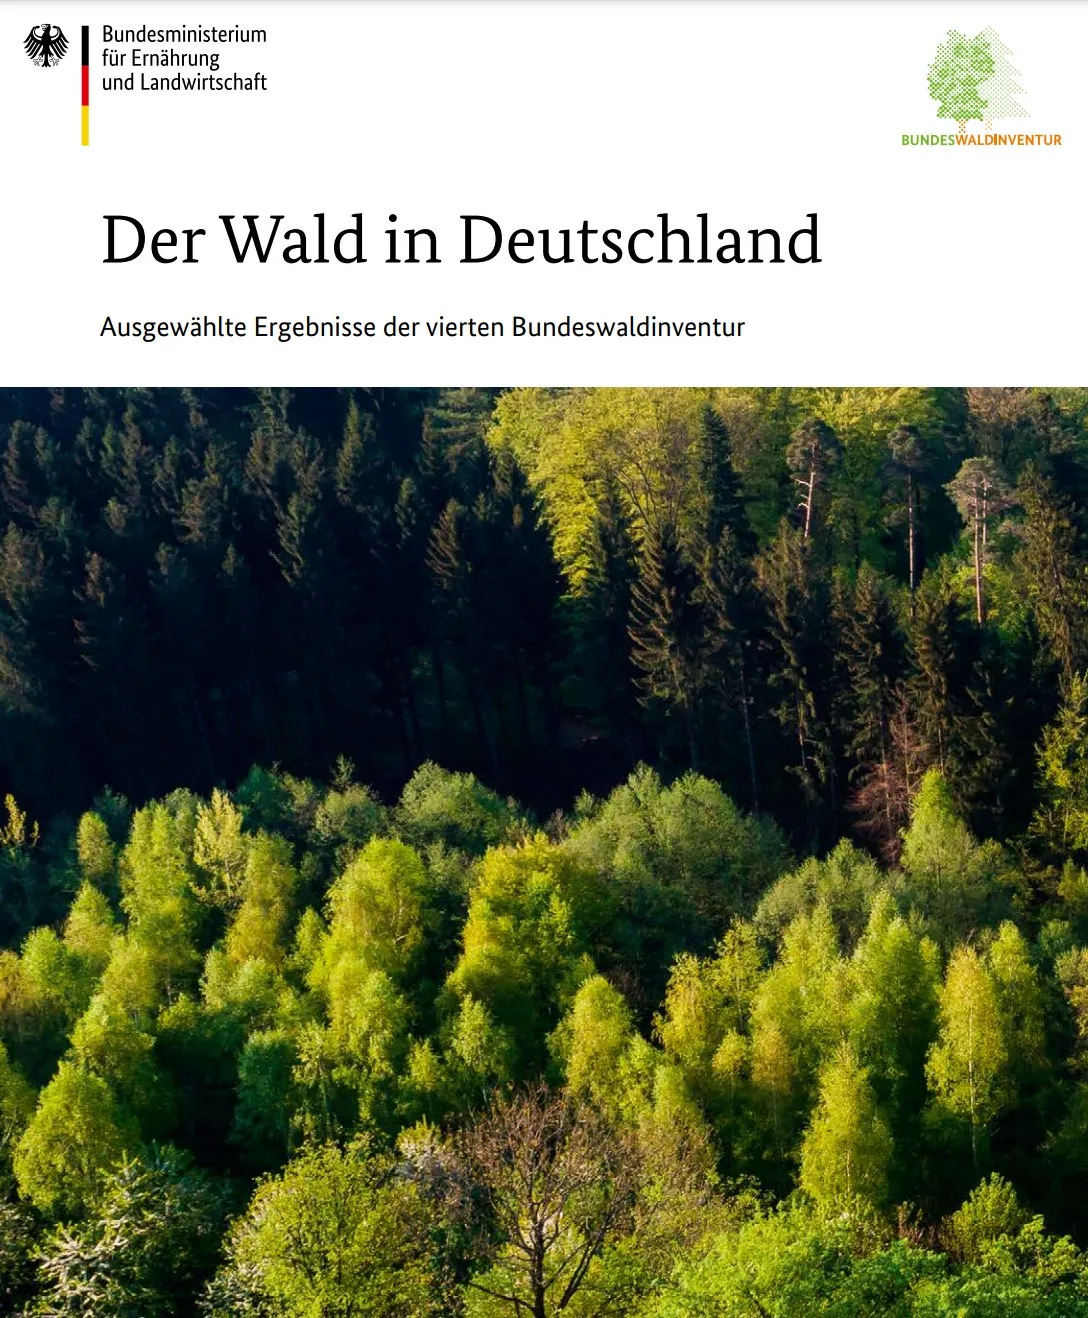 Bundesministerium
für Ernährung
und Landwirtschaft
BUNDESWALDINVENTUR
Der Wald in Deutschland
Ausgewählte Ergebnisse der vierten Bundeswaldinventur